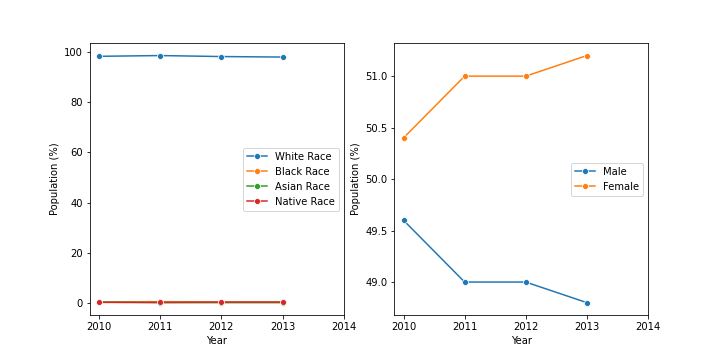 100
80
60
40
20
0
Population (%)
2010 2011 2012 2013 2014
Year
White Race
Black Race
Asian Race
Native Race
51.0
50.5
50.0
49.5
49.0
Population (%)
2010 2011 2012 2013 2014
Year
Male
Female